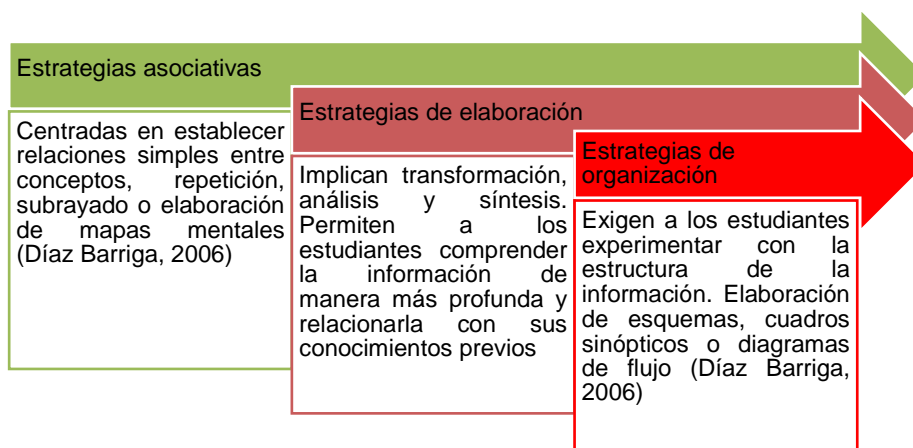 Estrategias asociativas
Centradas en establecer
relaciones simples entre
conceptos, repetición,
subrayado o elaboración
de mapas mentales
(Díaz Barriga, 2006)
Estrategias de elaboración
Implican transformación,
análisis y síntesis.
Permiten a los
estudiantes comprender
la información de
manera más profunda y
relacionarla con sus
conocimientos previos
Estrategias de
organización
Exigen a los estudiantes
experimentar con la
estructura de la
información. Elaboración
de esquemas, cuadros
sinópticos o diagramas
de flujo (Díaz Barriga,
2006)